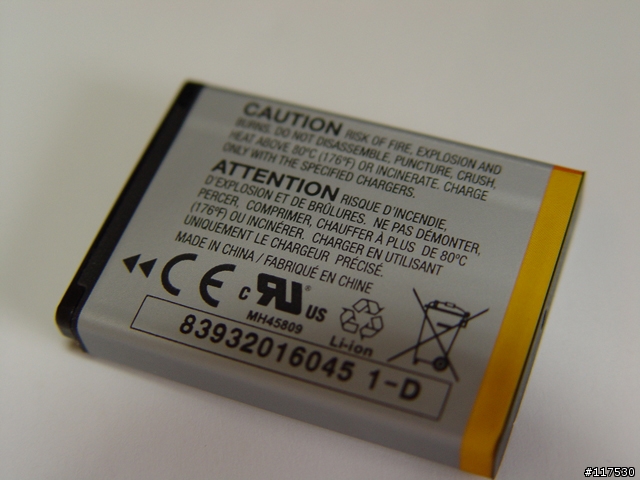 CAUTION RISK OF FIRE, EXPLOSION AND
BURNS. DO NOT DISASSEMBLE, PUNCTURE, CRUSH,
HEAT ABOVE 80°C (176°F) OR INCINERATE. CHARGE
ONLY WITH THE SPECIFIED CHARGERS.
ATTENTION RISQUE D'INCENDIE,
D'EXPLOSION ET DE BRÛLURES. NE PAS DÉMONTER,
PERCER, COMPRIMER, CHAUFFER À PLUS DE 80°C
(176°F) OU INCINÉRER. CHARGER EN UTILISANT
UNIQUEMENT LE CHARGEUR PRÉCISÉ.
MADE IN CHINA / FABRIQUÉ EN CHINE
CE c RU® US
MH45809
Li-ion
83932016045 1-D
#117530